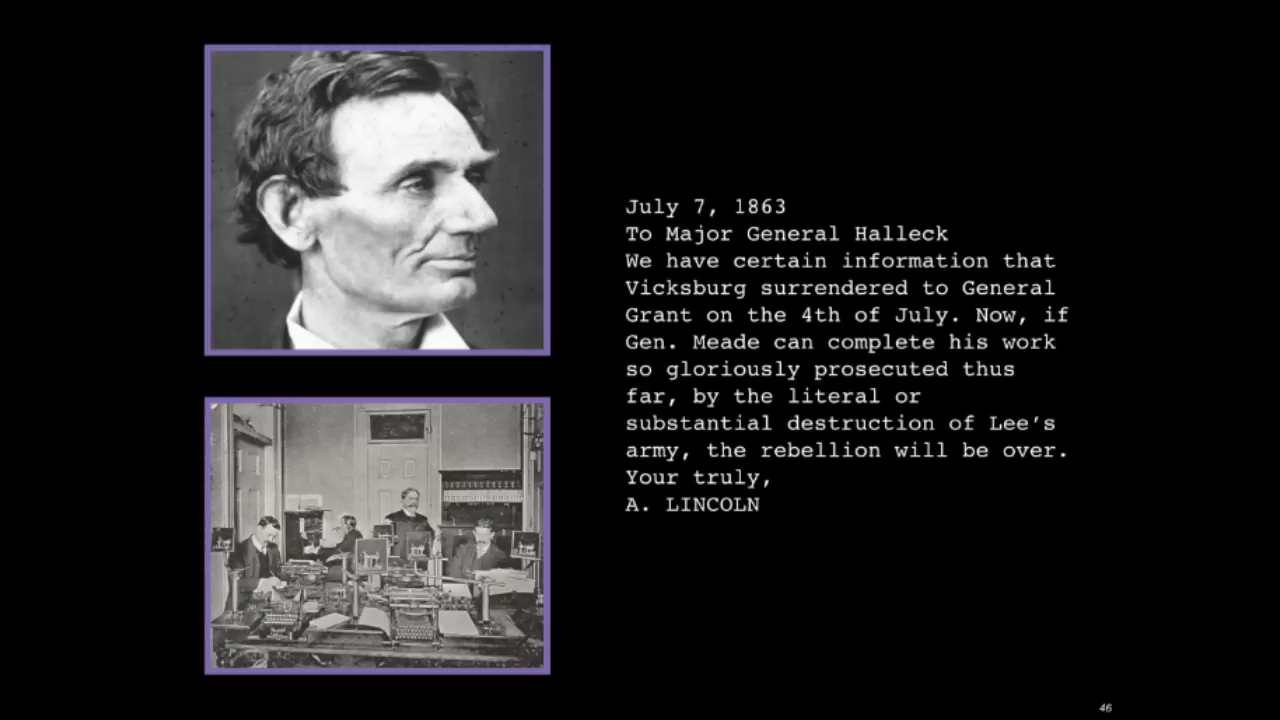 July 7, 1863
To Major General Halleck
We have certain information that
Vicksburg surrendered to General
Grant on the 4th of July. Now, if
Gen. Meade can complete his work
so gloriously prosecuted thus
far, by the literal or
substantial destruction of Lee’s
army, the rebellion will be over.
Your truly,
A. LINCOLN
46